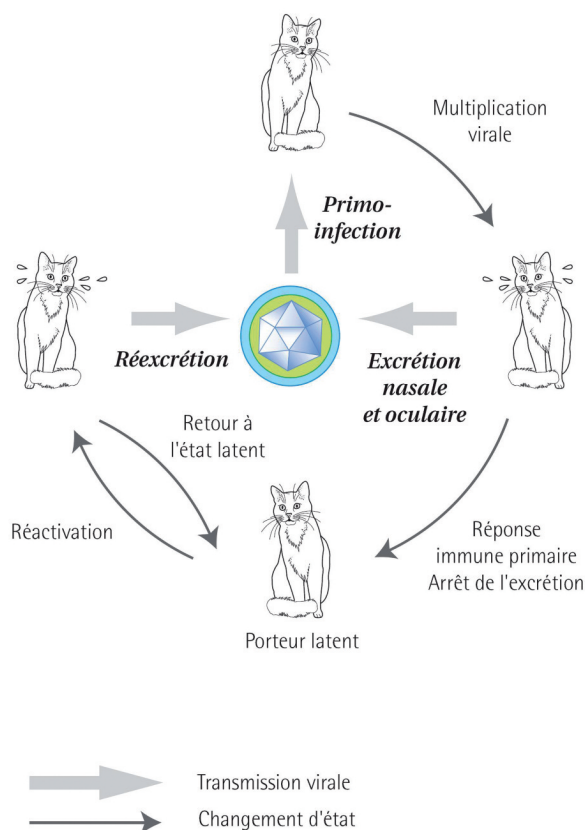 Multiplication
virale
Primo-
infection
Réexcrétion
Excrétion
nasale
et oculaire
Retour à
l'état latent
Réactivation
Réponse
immune primaire
Arrêt de l'excrétion
Porteur latent
Transmission virale
Changement d'état